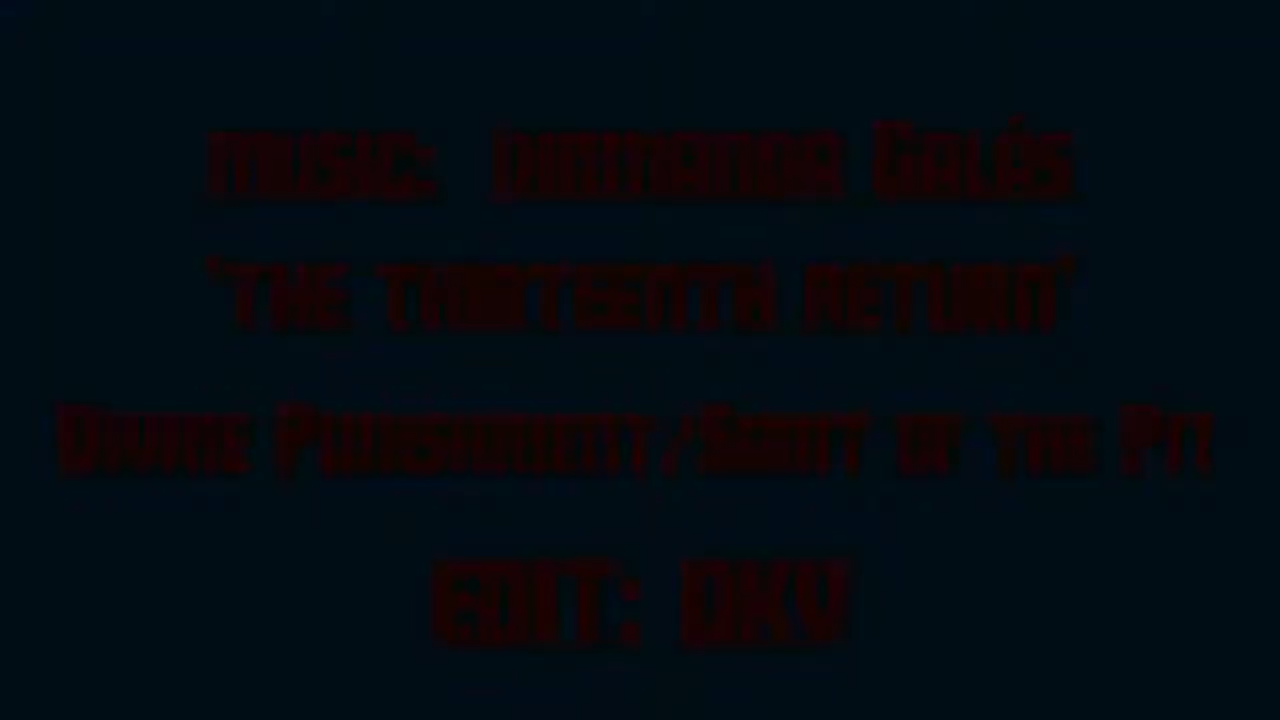 music: Diamanda Galás
"the thirteenth return"
Divine Punishment/Saint of the Pit
EDIT: DKV